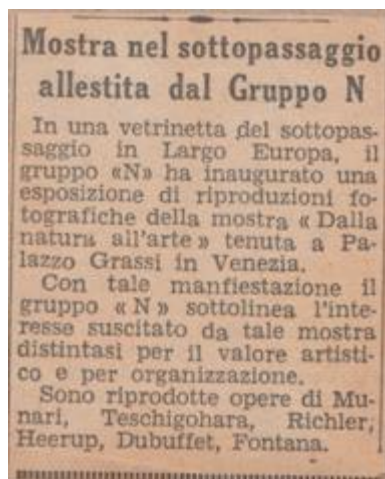 Mostra nel sottopassaggio
allestita dal Gruppo N
In una vetrinetta del sottopas-
saggio in Largo Europa, il
gruppo «N» ha inaugurato una
esposizione di riproduzioni fo-
tografiche della mostra «Dalla
natura all'arte» tenuta a Pa-
lazzo Grassi in Venezia.
Con tale manfiestazione il
gruppo «N» sottolinea l'inte-
resse suscitato da tale mostra
distintasi per il valore artisti-
co e per organizzazione.
Sono riprodotte opere di Mu-
nari, Teschigohara, Richler,
Heerup, Dubuffet, Fontana.